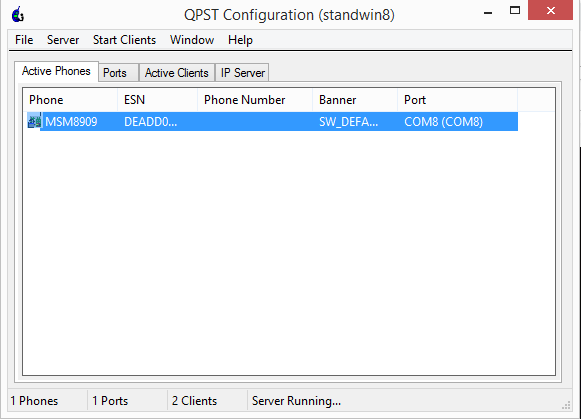 QPST Configuration (standwin8)
File Server Start Clients Window Help
Active Phones Ports Active Clients IP Server
Phone ESN Phone Number Banner Port
MSM8909 DEADD0... SW_DEFA... COM8 (COM8)
1 Phones 1 Ports 2 Clients Server Running...